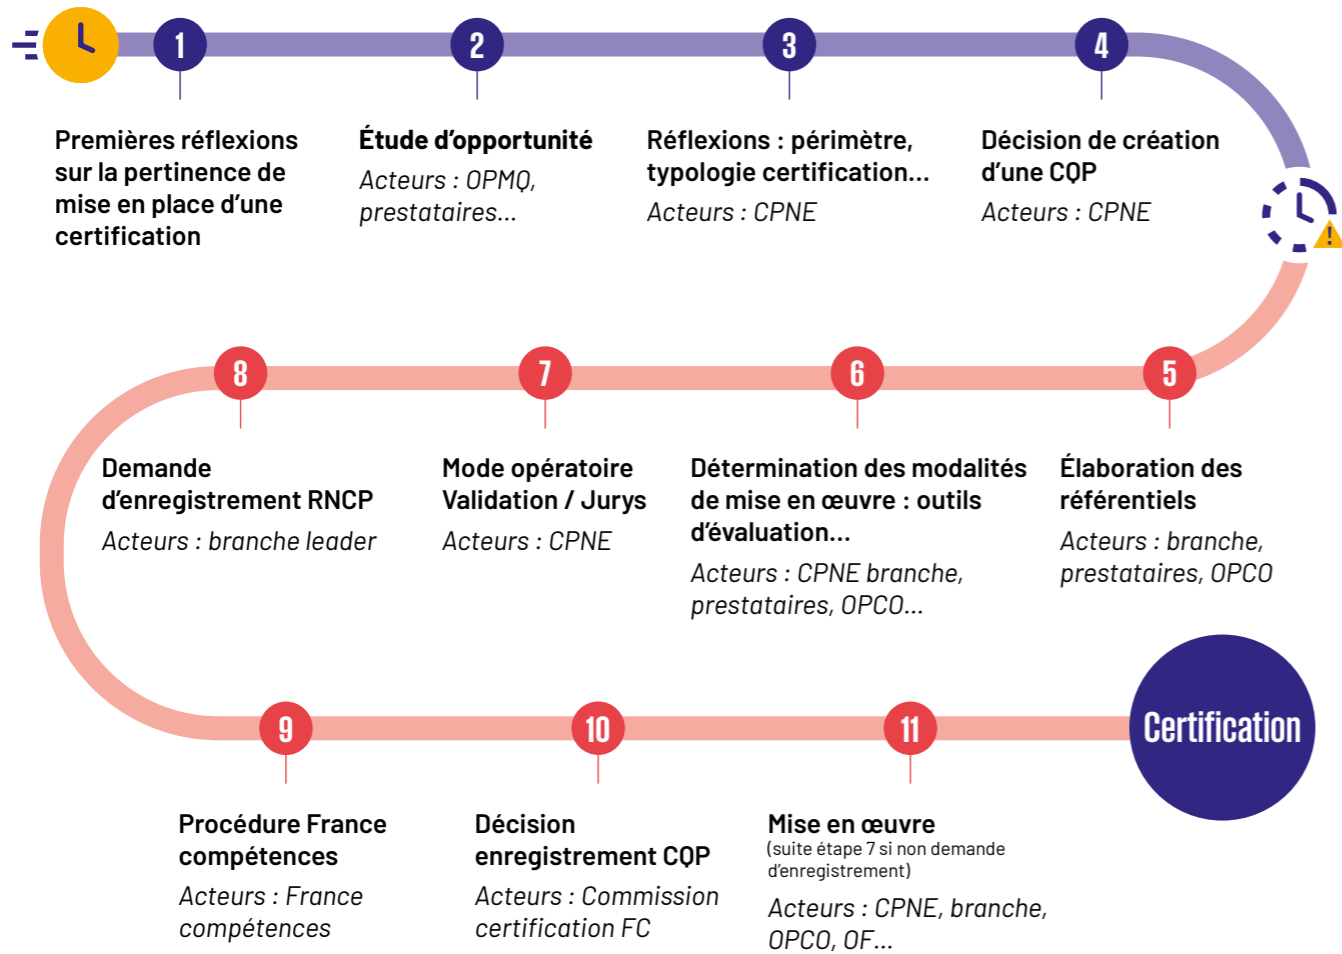 1
Premières réflexions
sur la pertinence de
mise en place d’une
certification
2
Étude d’opportunité
Acteurs : OPMQ,
prestataires...
3
Réflexions : périmètre,
typologie certification...
Acteurs : CPNE
4
Décision de création
d’une CQP
Acteurs : CPNE
!
5
Élaboration des
référentiels
Acteurs : branche,
prestataires, OPCO
6
Détermination des modalités
de mise en œuvre : outils
d’évaluation...
Acteurs : CPNE branche,
prestataires, OPCO...
7
Mode opératoire
Validation / Jurys
Acteurs : CPNE
8
Demande
d’enregistrement RNCP
Acteurs : branche leader
9
Procédure France
compétences
Acteurs : France
compétences
10
Décision
enregistrement CQP
Acteurs : Commission
certification FC
11
Mise en œuvre
(suite étape 7 si non demande
d’enregistrement)
Acteurs : CPNE, branche,
OPCO, OF...
Certification